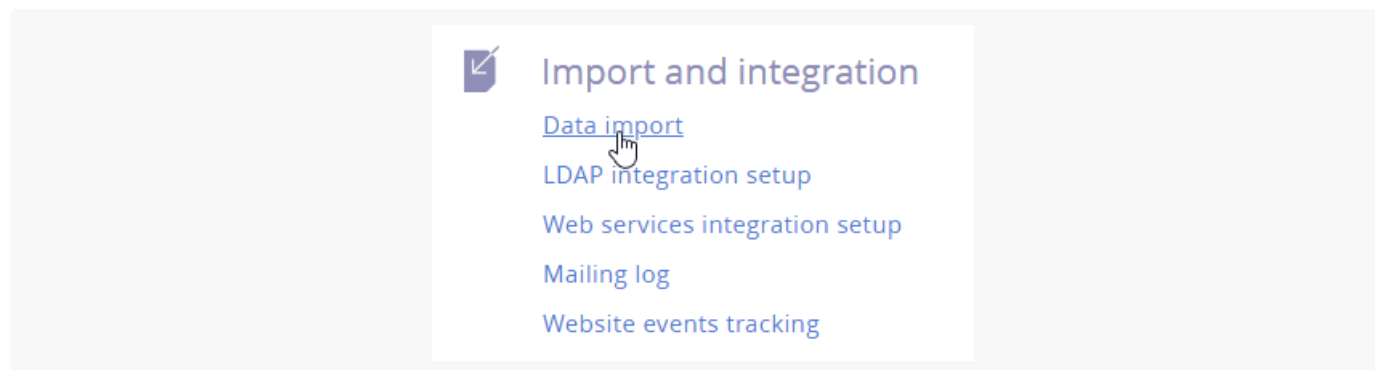 Import and integration
Data import
LDAP integration setup
Web services integration setup
Mailing log
Website events tracking